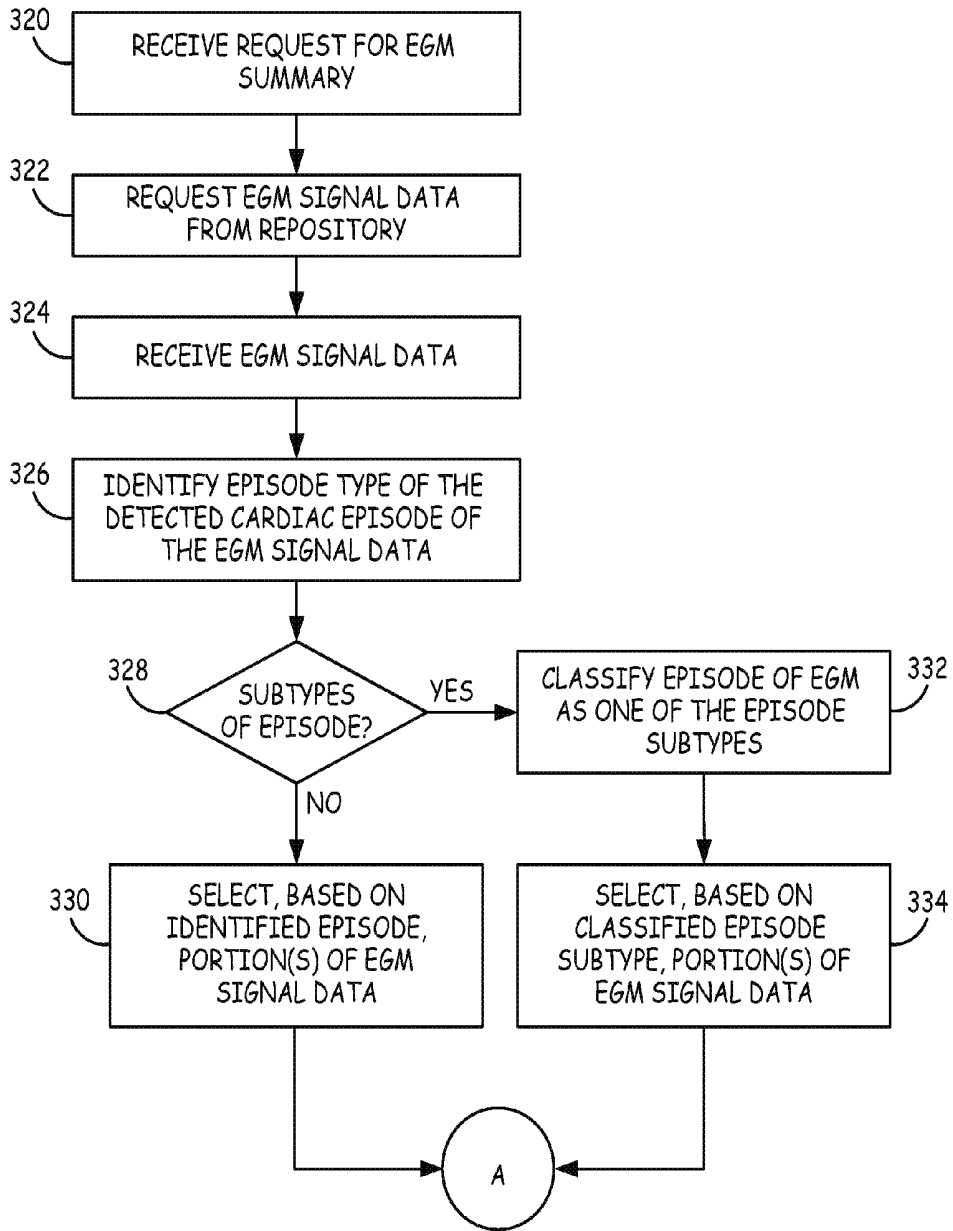 320
RECEIVE REQUEST FOR EGM
SUMMARY
322
REQUEST EGM SIGNAL DATA
FROM REPOSITORY
324
RECEIVE EGM SIGNAL DATA
326
IDENTIFY EPISODE TYPE OF THE
DETECTED CARDIAC EPISODE OF
THE EGM SIGNAL DATA
328
SUBTYPES
OF EPISODE?
YES
NO
332
CLASSIFY EPISODE OF EGM
AS ONE OF THE EPISODE
SUBTYPES
330
SELECT, BASED ON
IDENTIFIED EPISODE,
PORTION(S) OF EGM
SIGNAL DATA
334
SELECT, BASED ON
CLASSIFIED EPISODE
SUBTYPE, PORTION(S) OF
EGM SIGNAL DATA
A